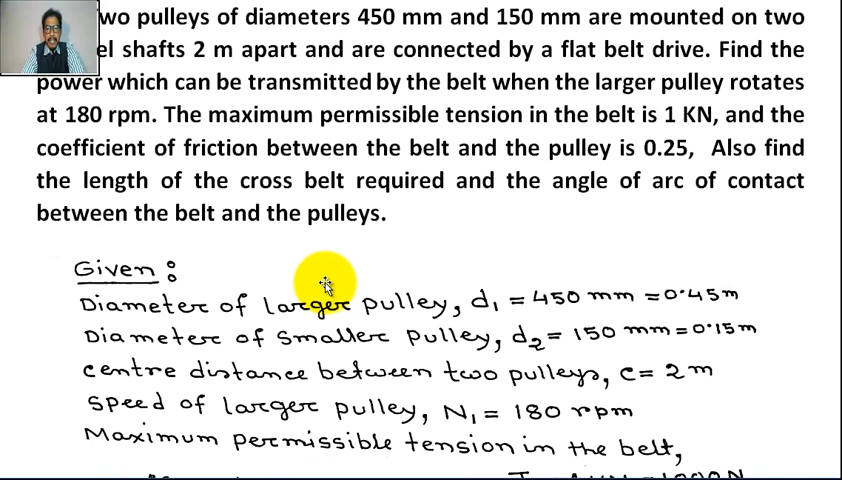 wo pulleys of diameters 450 mm and 150 mm are mounted on two
el shafts 2 m apart and are connected by a flat belt drive. Find the
power which can be transmitted by the belt when the larger pulley rotates
at 180 rpm. The maximum permissible tension in the belt is 1 KN, and the
coefficient of friction between the belt and the pulley is 0.25, Also find
the length of the cross belt required and the angle of arc of contact
between the belt and the pulleys.
Given :
Diameter of larger pulley, d₁ = 450 mm = 0.45m
Diameter of smaller pulley, d₂ = 150 mm = 0.15m
centre distance between two pulleys, c = 2 m
speed of larger pulley, N₁ = 180 rpm
Maximum permissible tension in the belt,